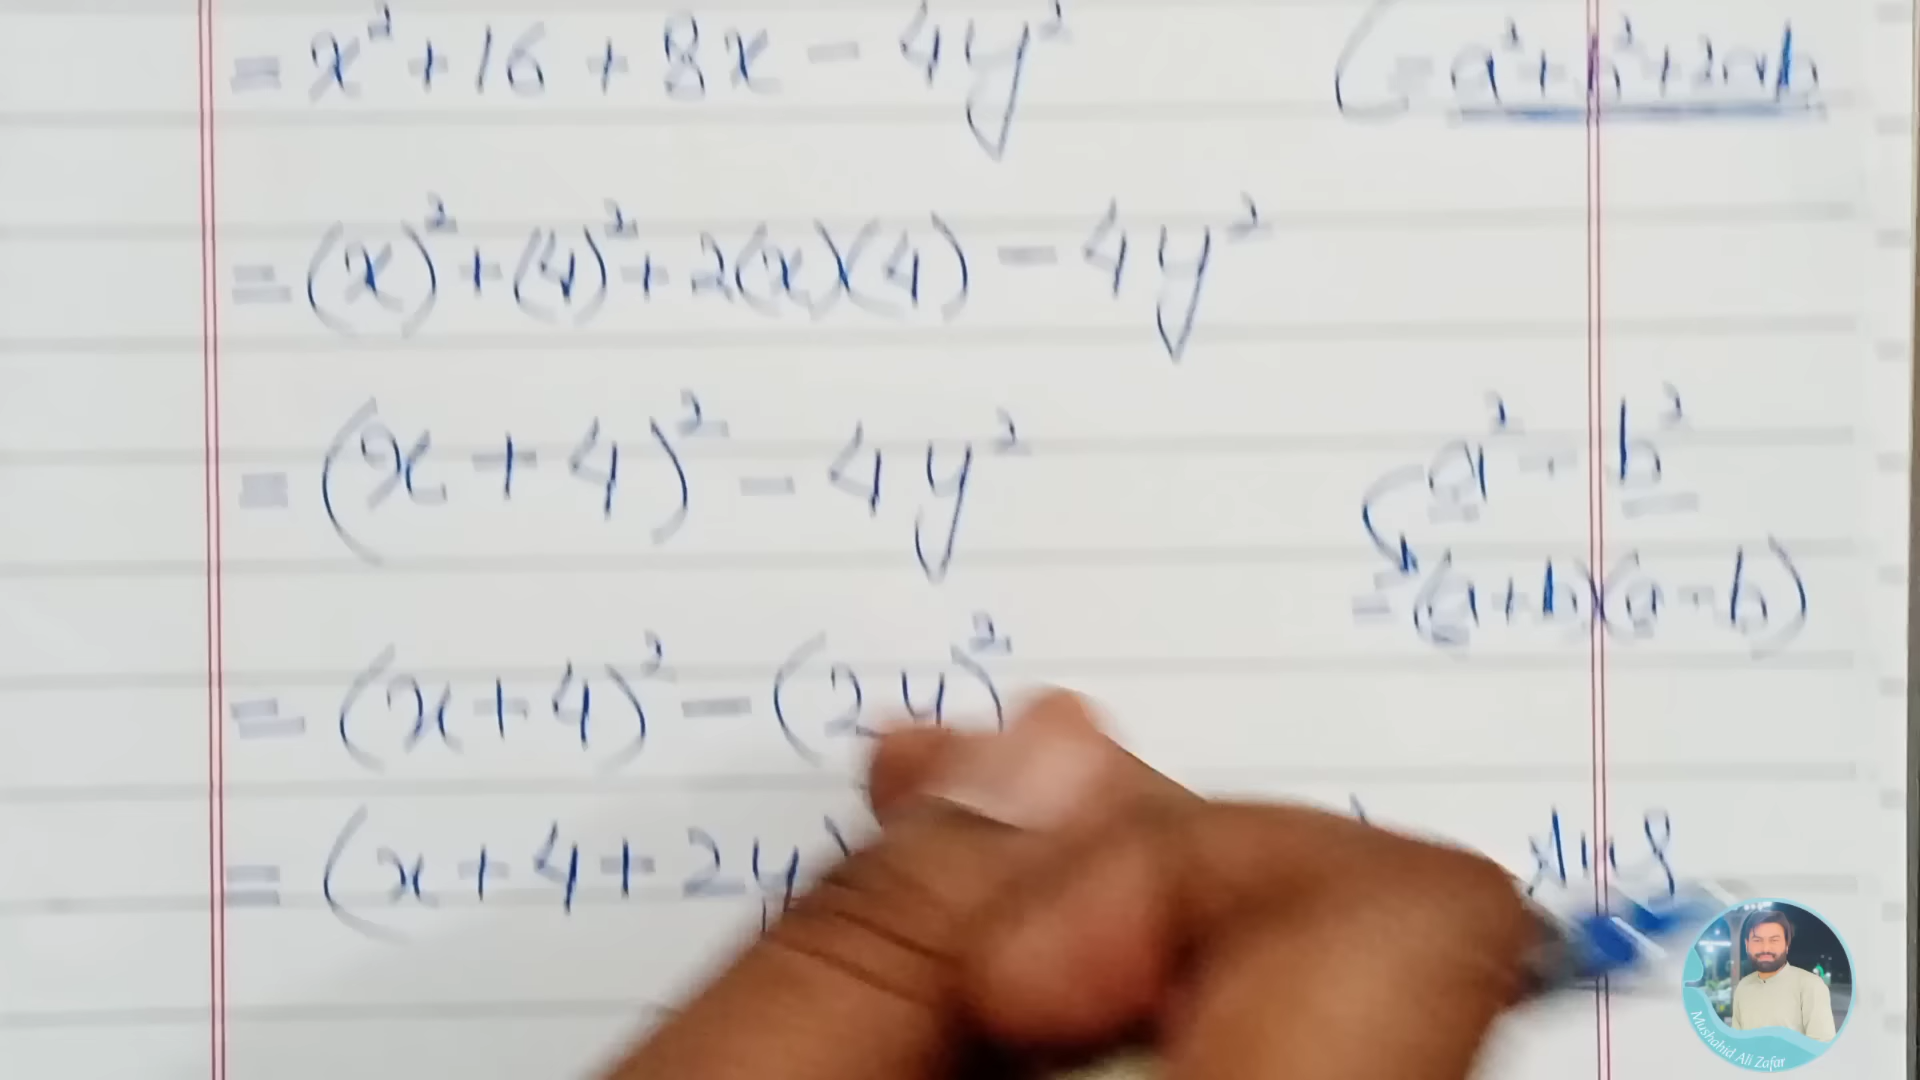 = x² + 16 + 8x - 4y²
= a² + b² + 2ab
= (x)² + (4)² + 2(x)(4) - 4y²
= (x + 4)² - 4y²
a² - b²
= (a+b)(a-b)
= (x+4)² - (2y)²
= (x + 4 + 2y)
Mushahid Ali Zafar